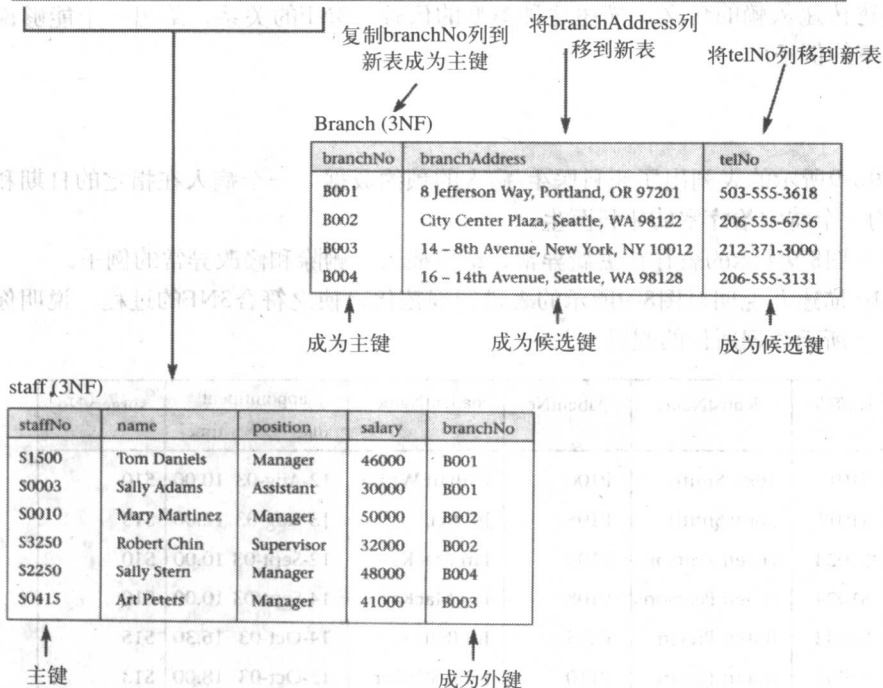 复制branchNo列到
新表成为主键
将branchAddress列
移到新表
将telNo列移到新表
Branch (3NF)
branchNo branchAddress telNo
B001 8 Jefferson Way, Portland, OR 97201 503-555-3618
B002 City Center Plaza, Seattle, WA 98122 206-555-6756
B003 14 – 8th Avenue, New York, NY 10012 212-371-3000
B004 16 – 14th Avenue, Seattle, WA 98128 206-555-3131
成为主键 成为候选键 成为候选键
staff (3NF)
staffNo name position salary branchNo
S1500 Tom Daniels Manager 46000 B001
S0003 Sally Adams Assistant 30000 B001
S0010 Mary Martinez Manager 50000 B002
S3250 Robert Chin Supervisor 32000 B002
S2250 Sally Stern Manager 48000 B004
S0415 Art Peters Manager 41000 B003
主键 成为外键